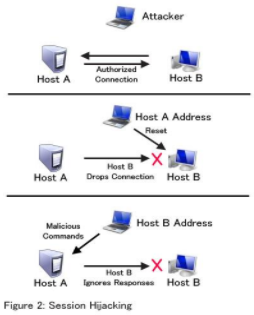 Attacker
Authorized
Connection
Host A
Host B
Host A Address
Reset
Host B
Drops Connection
Host A
Host B
Host B Address
Malicious
Commands
Host B
Ignores Responses
Host A
Host B
Figure 2: Session Hijacking